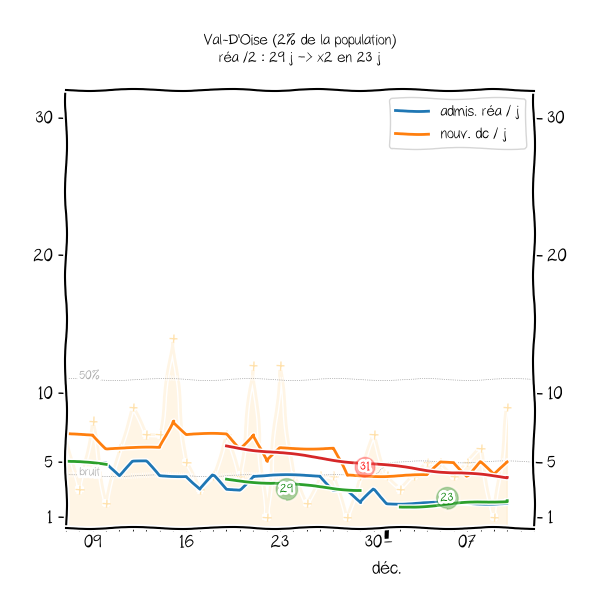 Val-D'Oise (2% de la population)
réa /2 : 29 j -> x2 en 23 j
admis. réa / j
nouv. dc / j
30
30
20
20
50%
10
10
31
5
5
bruit
29
23
1
1
09 16 23 30 07
déc.